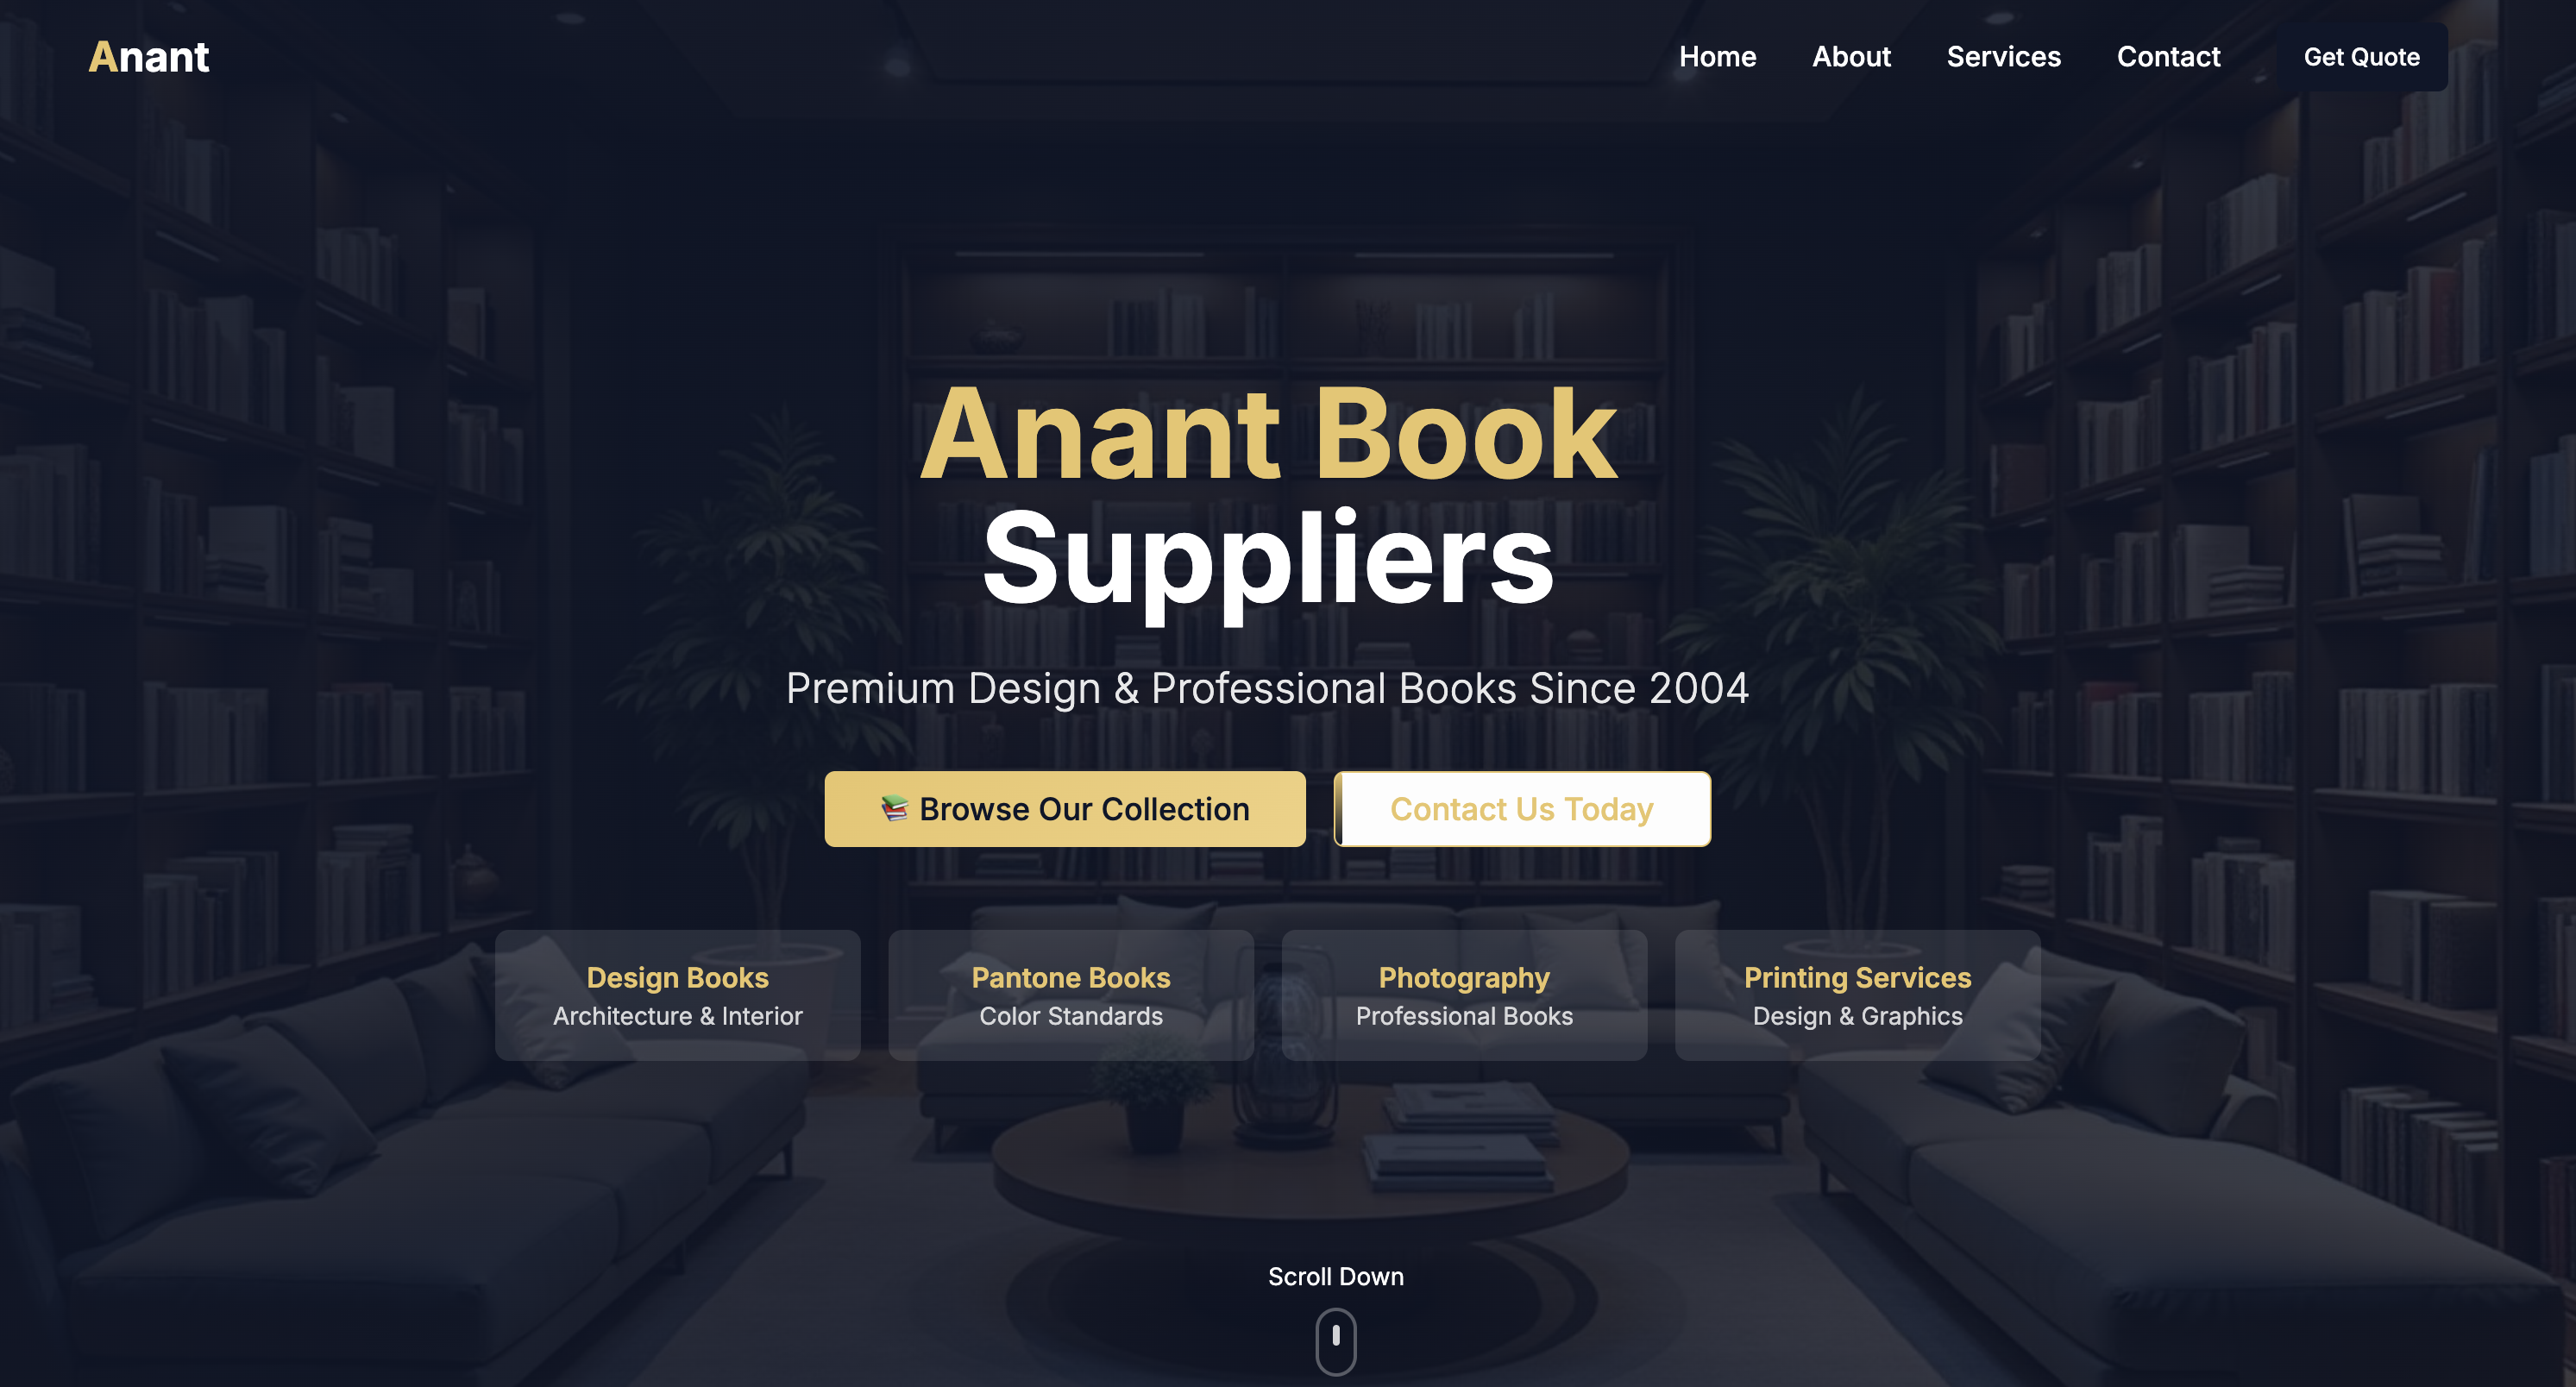 Anant
Home About Services Contact Get Quote
Anant Book
Suppliers
Premium Design & Professional Books Since 2004
📚 Browse Our Collection
Contact Us Today
Design Books
Architecture & Interior
Pantone Books
Color Standards
Photography
Professional Books
Printing Services
Design & Graphics
Scroll Down